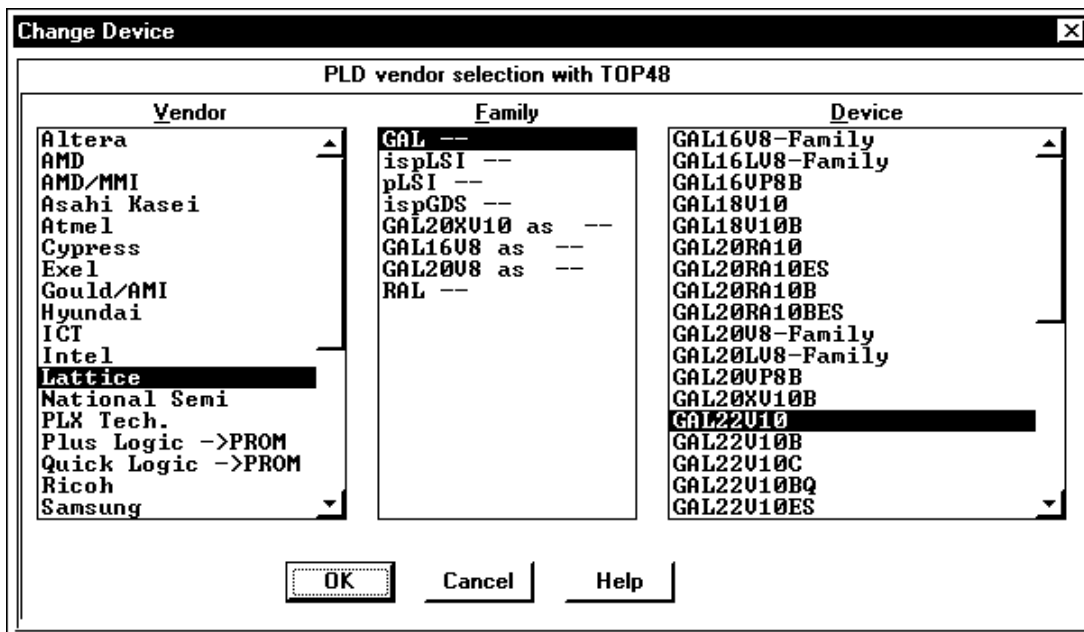 Change Device
PLD vendor selection with TOP48
Vendor
Altera
AMD
AMD/MMI
Asahi Kasei
Atmel
Cypress
Exel
Gould/AMI
Hyundai
ICT
Intel
Lattice
National Semi
PLX Tech.
Plus Logic ->PROM
Quick Logic ->PROM
Ricoh
Samsung
Family
GAL --
ispLSI --
pLSI --
ispGDS --
GAL20XV10 as --
GAL16V8 as --
GAL20V8 as --
RAL --
Device
GAL16V8-Family
GAL16LV8-Family
GAL16VP8B
GAL18V10
GAL18V10B
GAL20RA10
GAL20RA10ES
GAL20RA10B
GAL20RA10BES
GAL20V8-Family
GAL20LV8-Family
GAL20VP8B
GAL20XV10B
GAL22V10
GAL22V10B
GAL22V10C
GAL22V10BQ
GAL22V10ES
OK Cancel Help